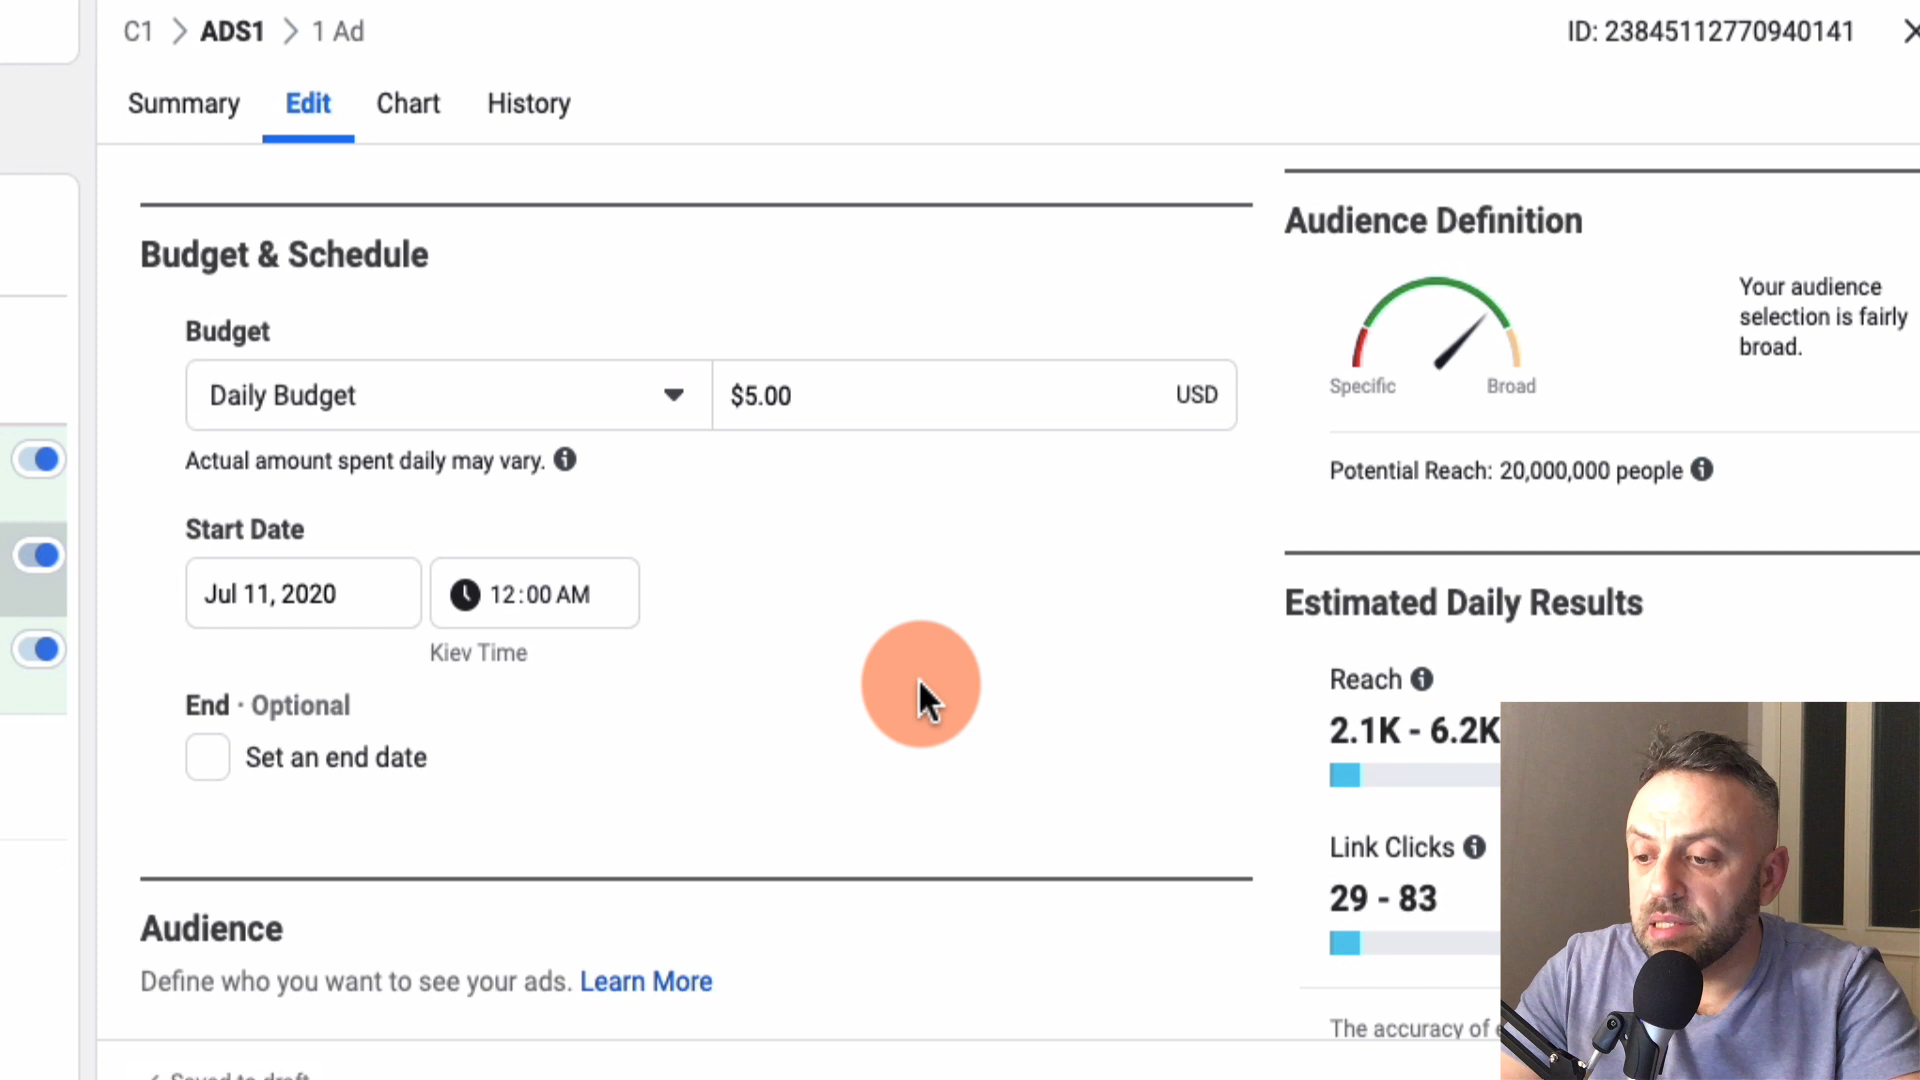 C1 > ADS1 > 1 Ad
ID: 23845112770940141
Summary Edit Chart History
Budget & Schedule
Budget
Daily Budget
$5.00 USD
Actual amount spent daily may vary.
Start Date
Jul 11, 2020
12:00 AM
Kiev Time
End · Optional
Set an end date
Audience
Define who you want to see your ads. Learn More
Saved to draft
Audience Definition
Your audience
selection is fairly
broad.
Specific Broad
Potential Reach: 20,000,000 people
Estimated Daily Results
Reach
2.1K - 6.2K
Link Clicks
29 - 83
The accuracy of